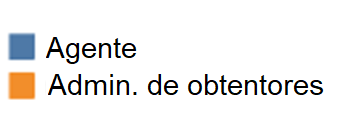 Agente
Admin. de obtentores